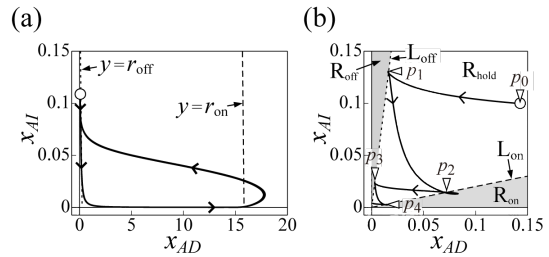 (a)
0.15
0.1
0.05
0
x_AI
y = r_off
y = r_on
0 5 10 15 20
x_AD
(b)
0.15
0.1
0.05
0
x_AI
R_off
L_off
R_hold
p_0
p_1
p_2
p_3
p_4
L_on
R_on
0 0.05 0.1 0.15
x_AD